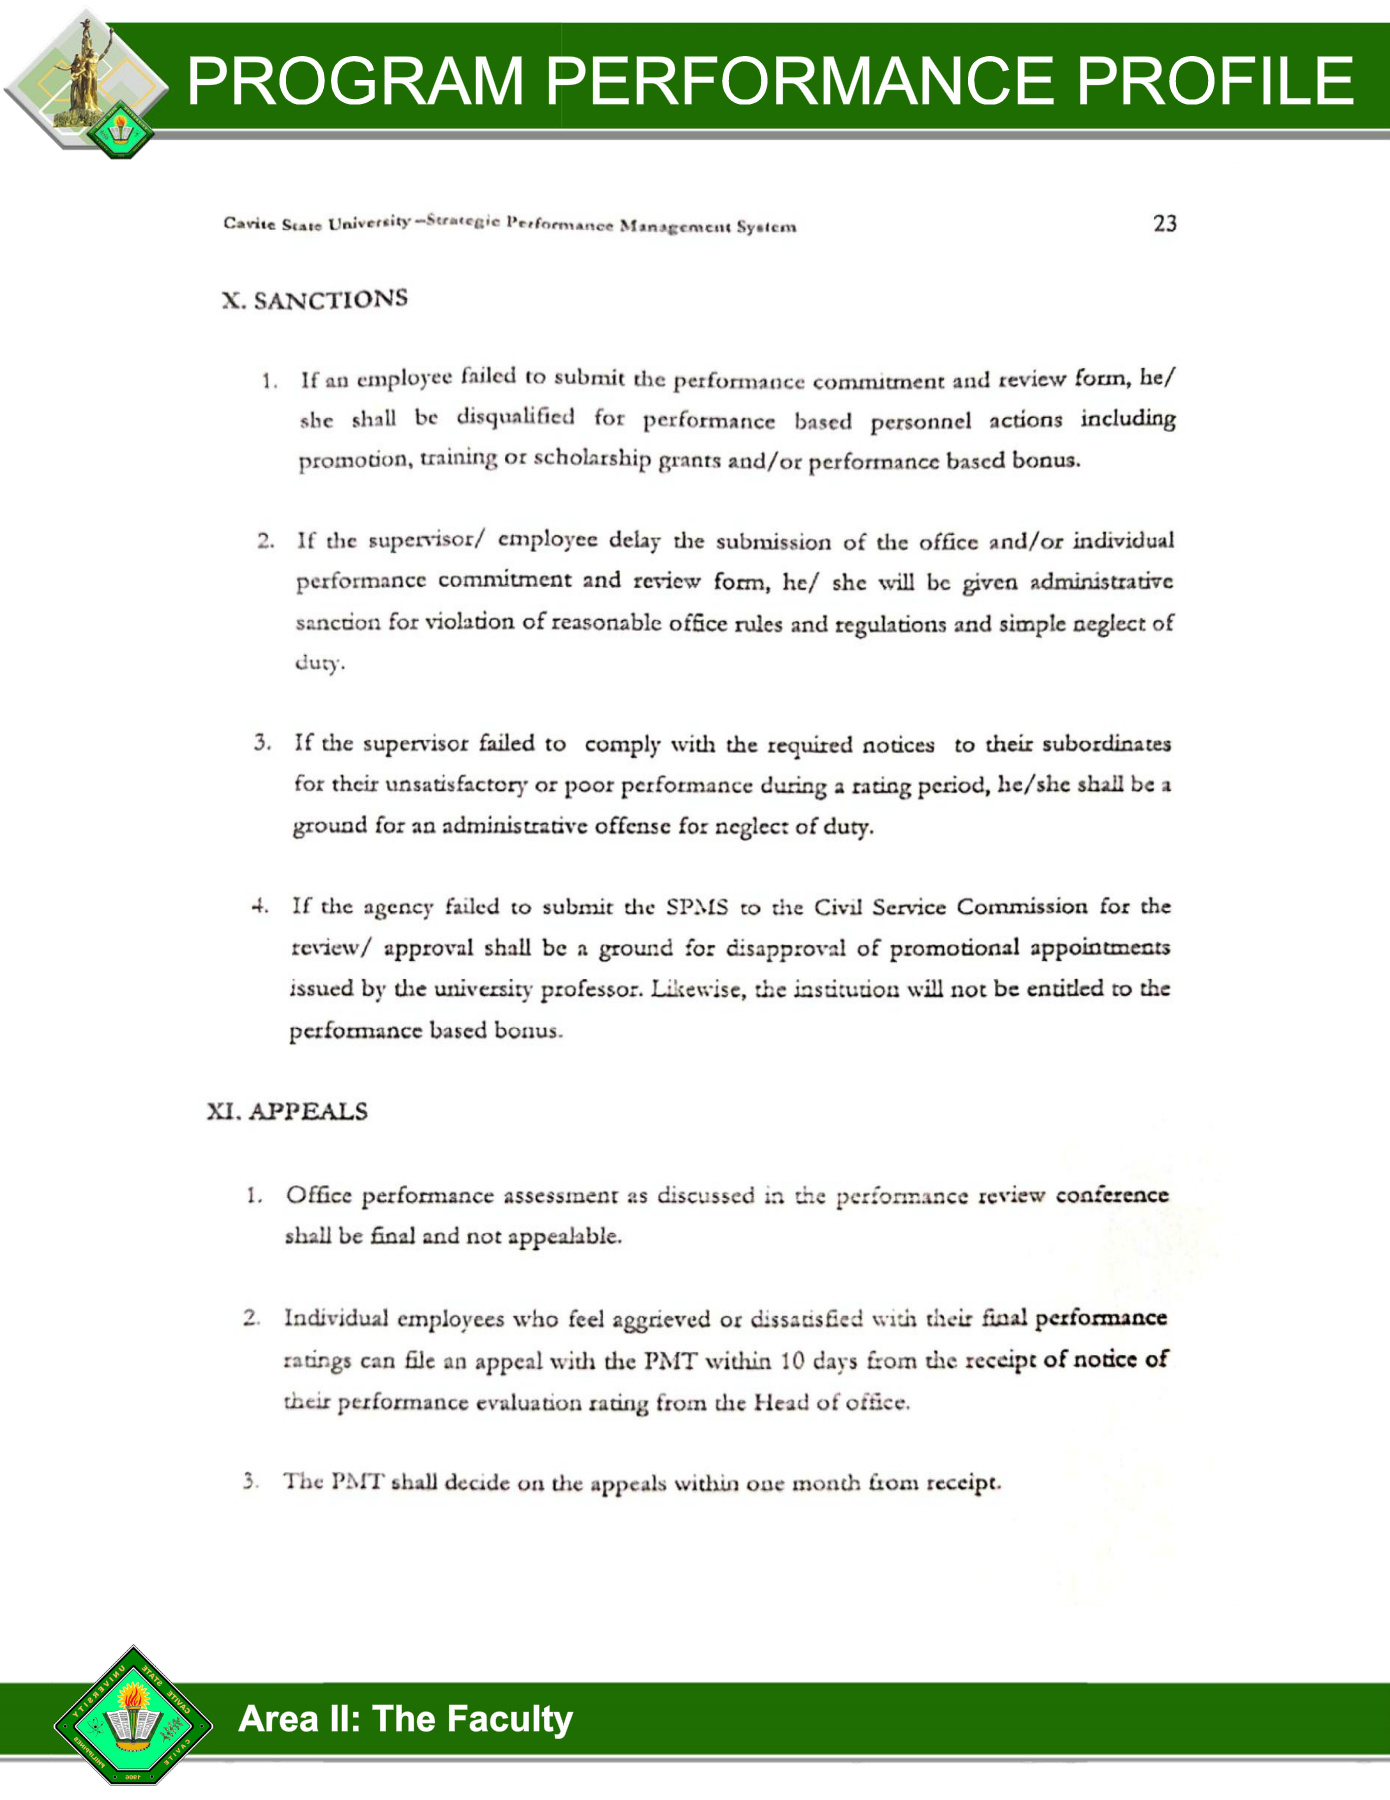 PROGRAM PERFORMANCE PROFILE
Cavite State University—Strategic Performance Management System 23
X. SANCTIONS
1. If an employee failed to submit the performance commitment and review form, he/
she shall be disqualified for performance based personnel actions including
promotion, training or scholarship grants and/or performance based bonus.
2. If the supervisor/ employee delay the submission of the office and/or individual
performance commitment and review form, he/ she will be given administrative
sanction for violation of reasonable office rules and regulations and simple neglect of
duty.
3. If the supervisor failed to comply with the required notices to their subordinates
for their unsatisfactory or poor performance during a rating period, he/she shall be a
ground for an administrative offense for neglect of duty.
4. If the agency failed to submit the SPMS to the Civil Service Commission for the
review/ approval shall be a ground for disapproval of promotional appointments
issued by the university professor. Likewise, the institution will not be entitled to the
performance based bonus.
XI. APPEALS
1. Office performance assessment as discussed in the performance review conference
shall be final and not appealable.
2. Individual employees who feel aggrieved or dissatisfied with their final performance
ratings can file an appeal with the PMT within 10 days from the receipt of notice of
their performance evaluation rating from the Head of office.
3. The PMT shall decide on the appeals within one month from receipt.
CAVITE STATE UNIVERSITY
CAVITE
PHILIPPINES
1906
Area II: The Faculty